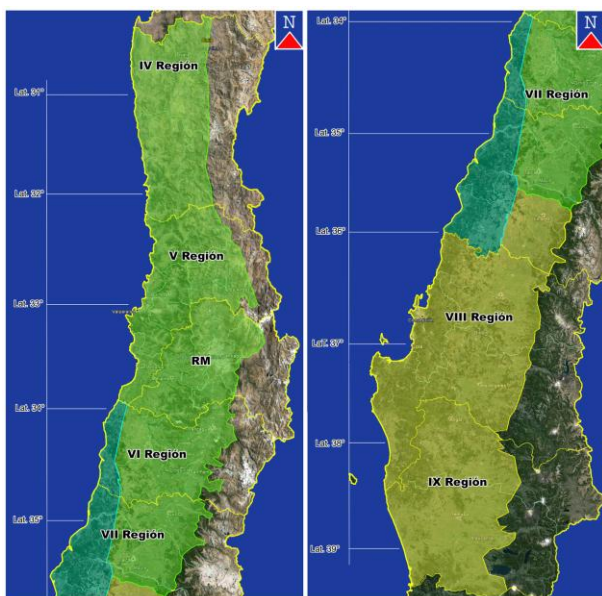 N
IV Región
Lat. 31°
Lat. 32°
V Región
Lat. 33°
RM
Lat. 34°
VI Región
Lat. 35°
VII Región
N
Lat. 34°
VII Región
Lat. 35°
Lat. 36°
VIII Región
Lat. 37°
Lat. 38°
IX Región
Lat. 39°